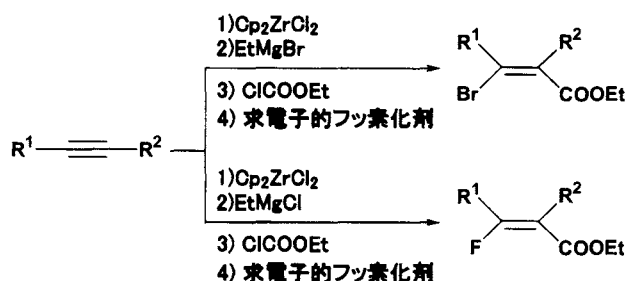 1)Cp₂ZrCl₂
2)EtMgBr
3) ClCOOEt
4) 求電子的フッ素化剤
R¹ R²
Br COOEt
R¹ R²
1)Cp₂ZrCl₂
2)EtMgCl
3) ClCOOEt
4) 求電子的フッ素化剤
R¹ R²
F COOEt